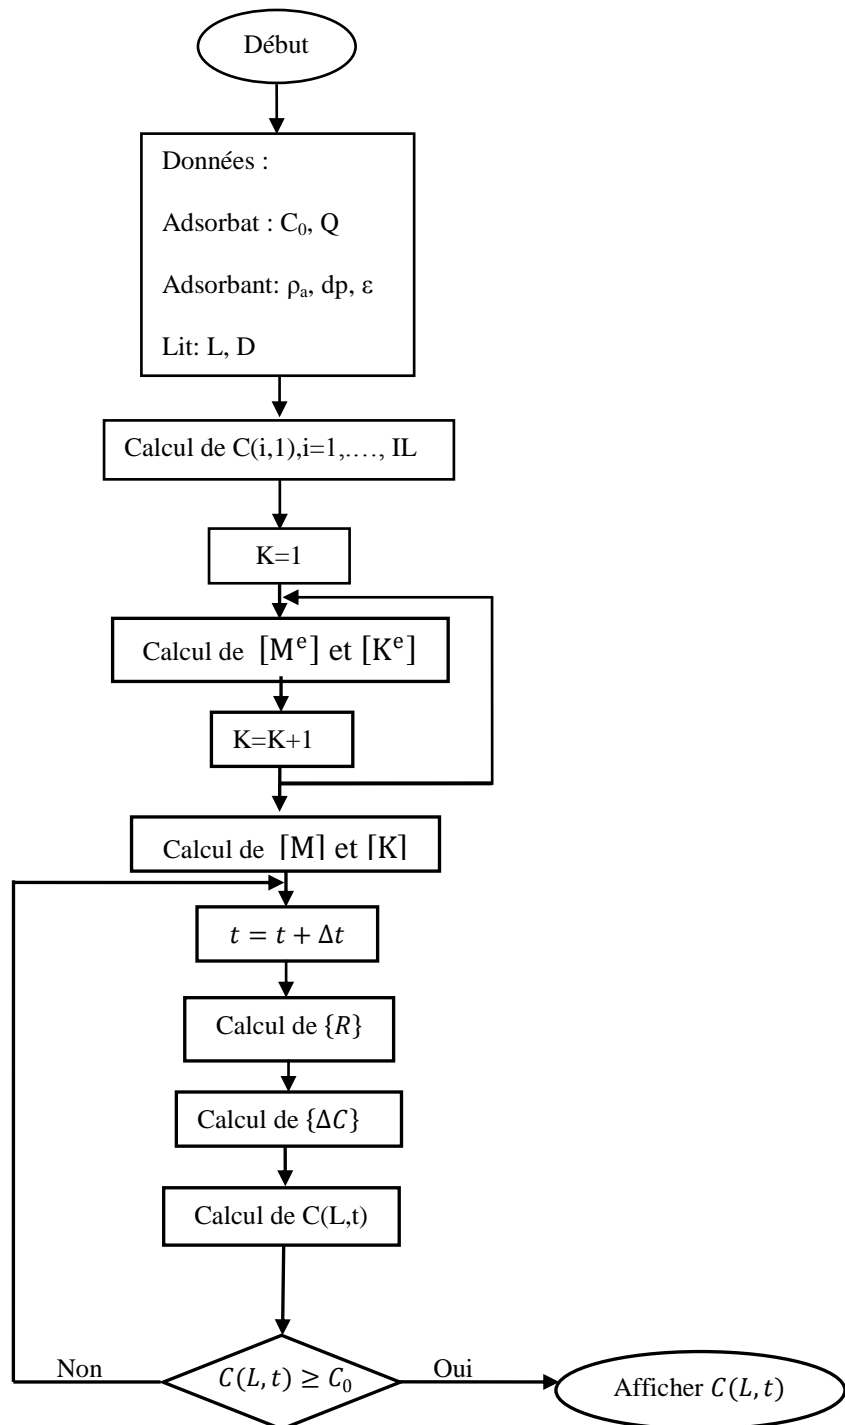 Début
Données :
Adsorbat : C₀, Q
Adsorbant: ρₐ, dp, ε
Lit: L, D
Calcul de C(i,1),i=1,…., IL
K=1
Calcul de [Mᵉ] et [Kᵉ]
K=K+1
Calcul de [M] et [K]
t = t + Δt
Calcul de {R}
Calcul de {ΔC}
Calcul de C(L,t)
Non
C(L, t) ≥ C₀
Oui
Afficher C(L, t)